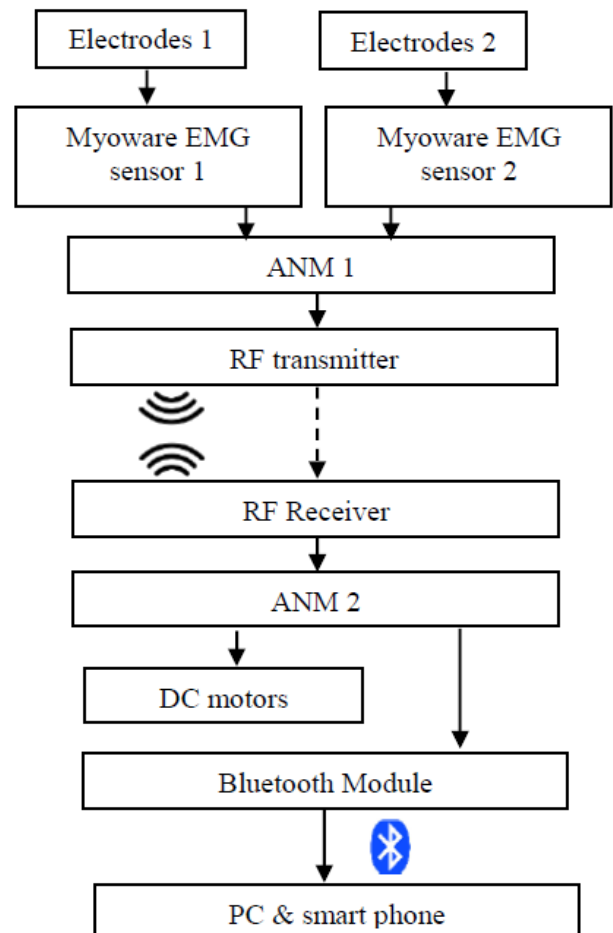 Electrodes 1
Electrodes 2
Myoware EMG
sensor 1
Myoware EMG
sensor 2
ANM 1
RF transmitter
RF Receiver
ANM 2
DC motors
Bluetooth Module
PC & smart phone